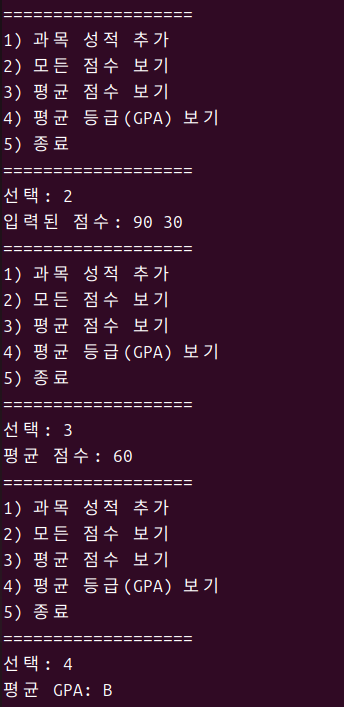 ===================
1) 과목 성적 추가
2) 모든 점수 보기
3) 평균 점수 보기
4) 평균 등급(GPA) 보기
5) 종료
===================
선택: 2
입력된 점수: 90 30
===================
1) 과목 성적 추가
2) 모든 점수 보기
3) 평균 점수 보기
4) 평균 등급(GPA) 보기
5) 종료
===================
선택: 3
평균 점수: 60
===================
1) 과목 성적 추가
2) 모든 점수 보기
3) 평균 점수 보기
4) 평균 등급(GPA) 보기
5) 종료
===================
선택: 4
평균 GPA: B